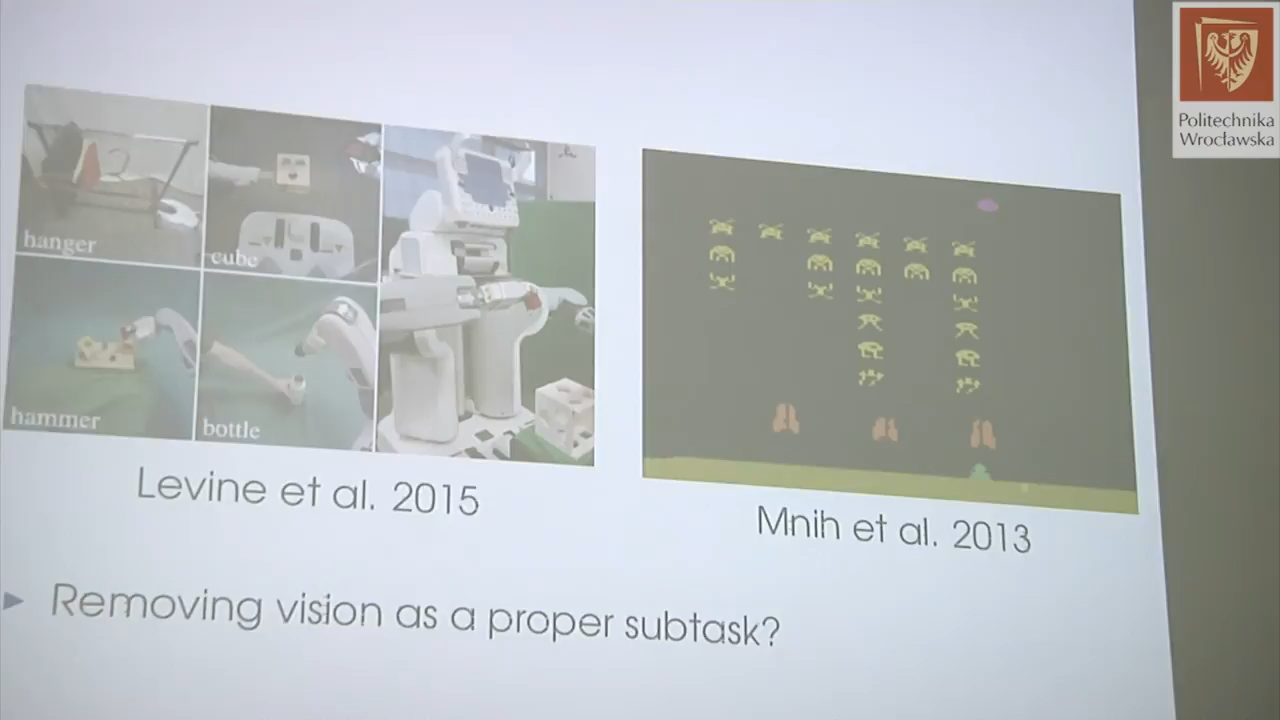 Politechnika
Wrocławska
hanger
cube
hammer
bottle
Levine et al. 2015
Mnih et al. 2013
Removing vision as a proper subtask?